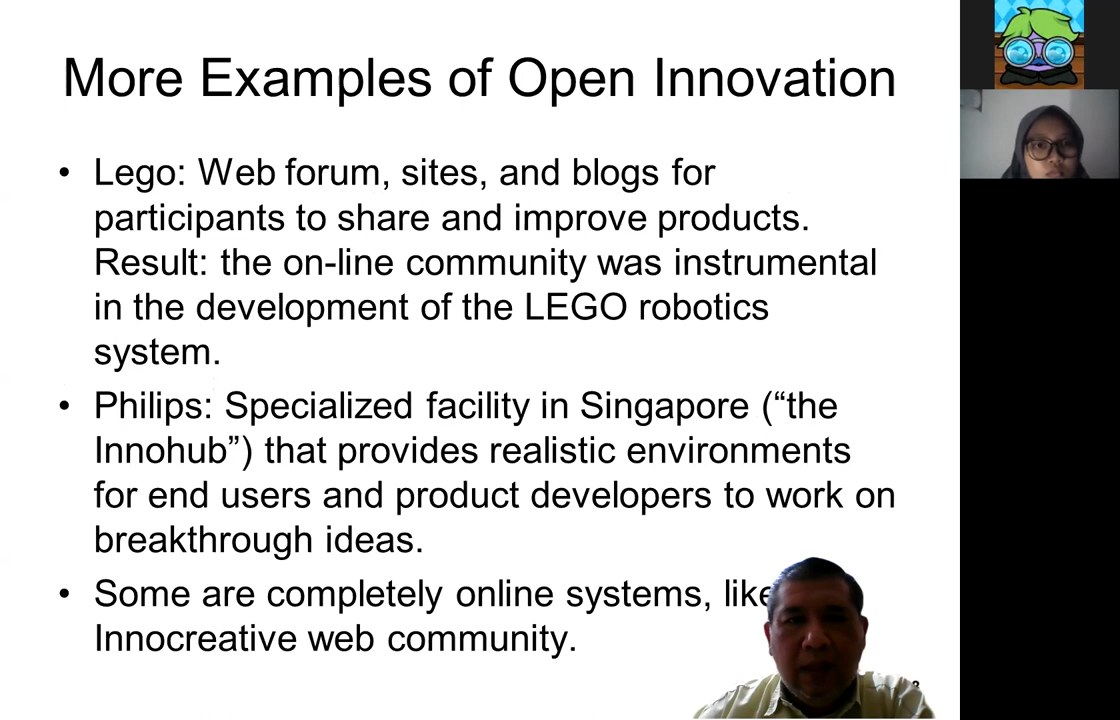 More Examples of Open Innovation
• Lego: Web forum, sites, and blogs for
participants to share and improve products.
Result: the on-line community was instrumental
in the development of the LEGO robotics
system.
• Philips: Specialized facility in Singapore (“the
Innohub”) that provides realistic environments
for end users and product developers to work on
breakthrough ideas.
• Some are completely online systems, like
Innocreative web community.